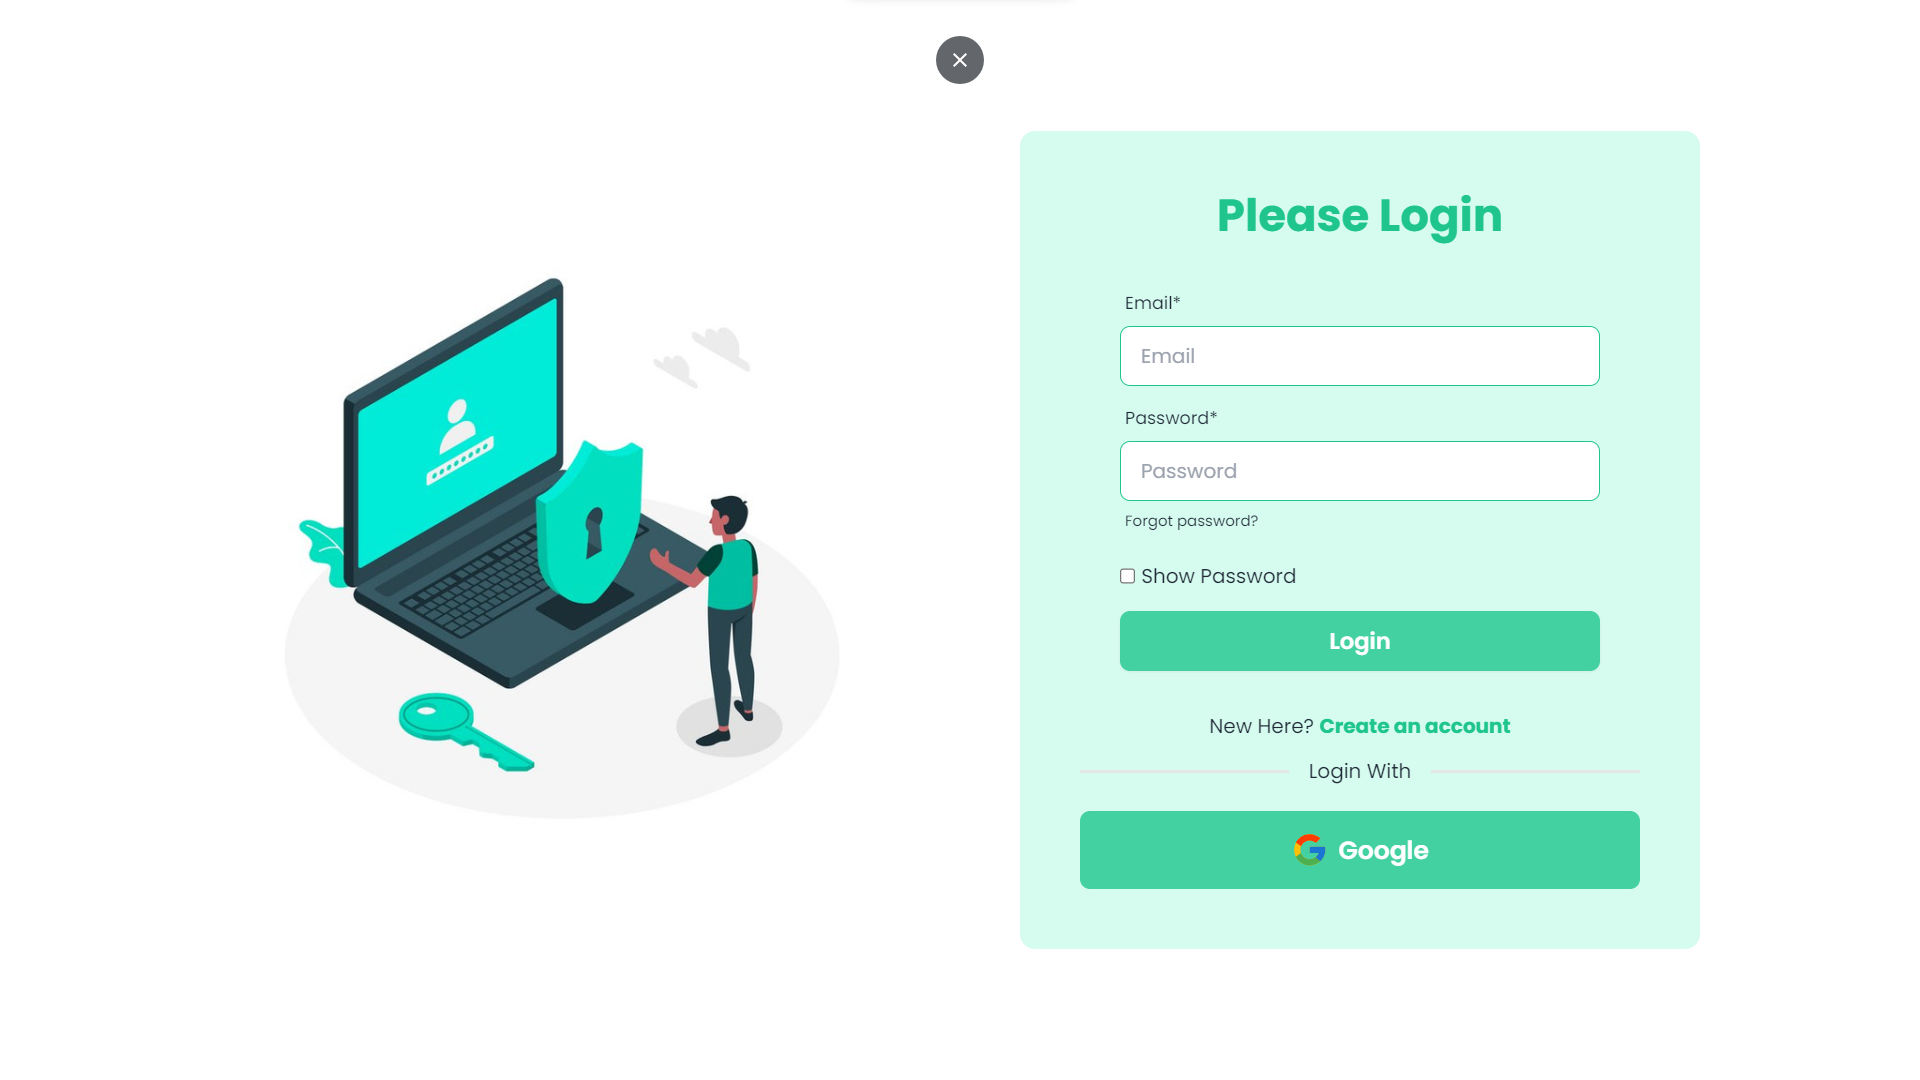 Please Login
Email*
Email
Password*
Password
Forgot password?
Show Password
Login
New Here? Create an account
Login With
Google